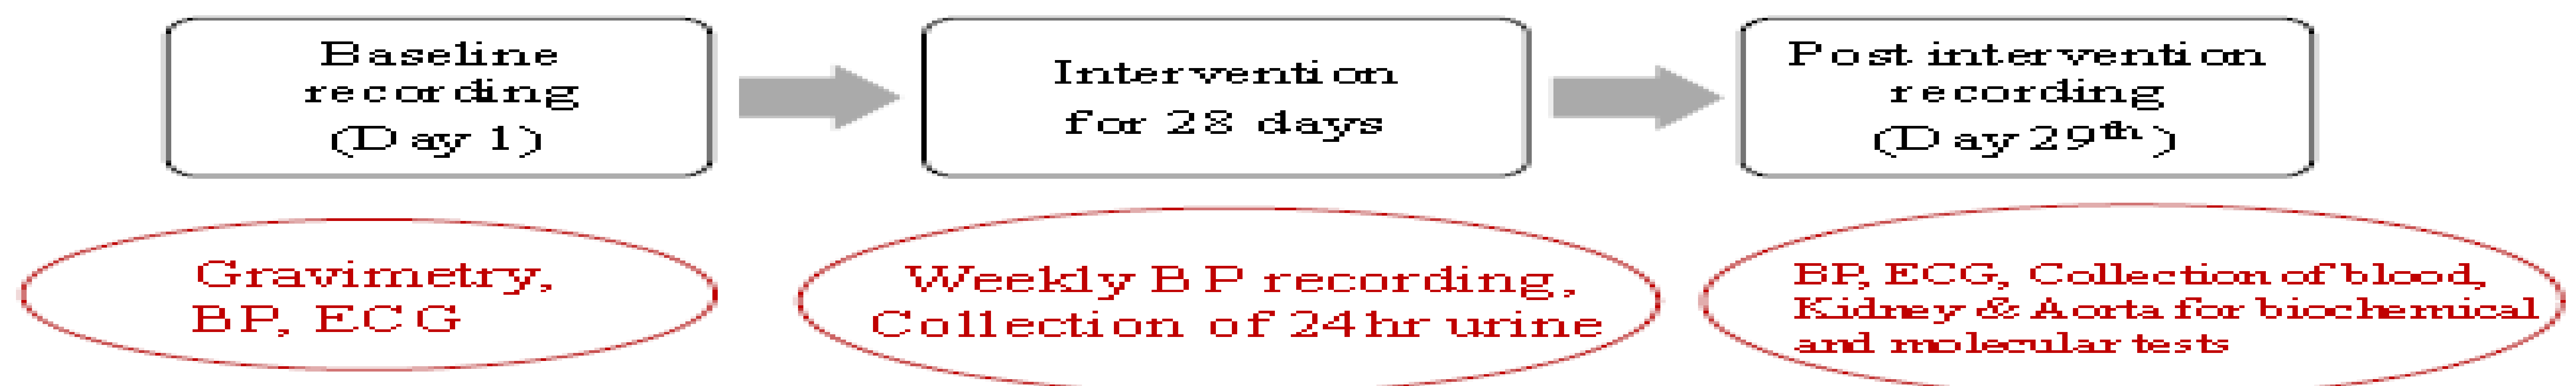 Baseline
recording
(Day 1)
Intervention
for 28 days
Post intervention
recording
(Day 29th)
Gravimetry,
BP, ECG
Weekly BP recording,
Collection of 24hr urine
BP, ECG, Collection of blood,
Kidney & Aorta for biochemical
and molecular tests